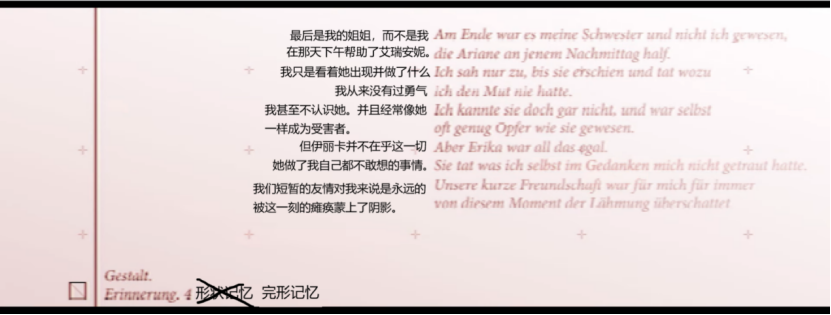 最后是我的姐姐，而不是我 Am Ende war es meine Schwester und nicht ich gewesen,
在那天下午帮助了艾瑞安妮。 die Ariane an jenem Nachmittag half.
我只是看着她出现并做了什么 Ich sah nur zu, bis sie erschien und tat wozu
我从来没有过勇气 ich den Mut nie hatte.
我甚至不认识她。并且经常像她 Ich kannte sie doch gar nicht, und war selbst
一样成为受害者。 oft genug Opfer wie sie gewesen.
但伊丽卡并不在乎这一切 Aber Erika war all das egal.
她做了我自己都不敢想的事情。 Sie tat was ich selbst im Gedanken mich nicht getraut hatte.
我们短暂的友情对我来说是永远的 Unsere kurze Freundschaft war für mich für immer
被这一刻的瘫痪蒙上了阴影。 von diesem Moment der Lähmung überschattet
Gestalt.
Erinnerung. 4 形状记忆 完形记忆